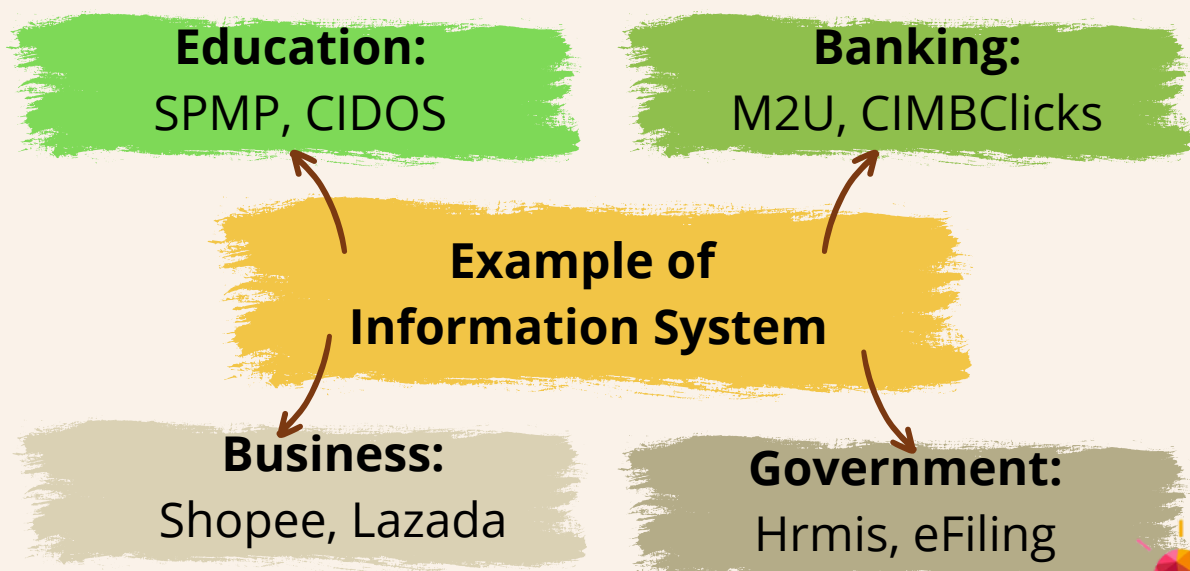 Education:
SPMP, CIDOS
Banking:
M2U, CIMBClicks
Example of
Information System
Business:
Shopee, Lazada
Government:
Hrmis, eFiling